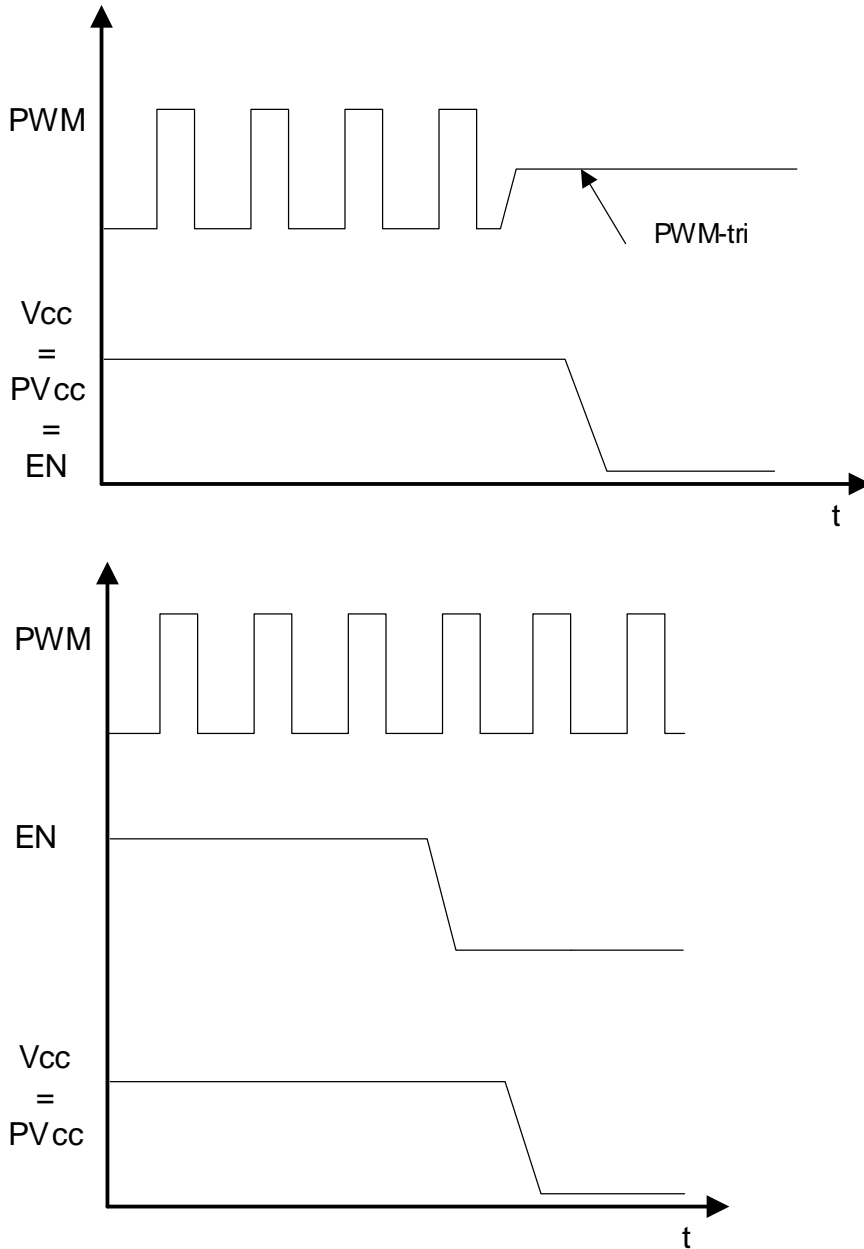 PWM
PWM-tri
Vcc
=
PVcc
=
EN
t
PWM
EN
Vcc
=
PVcc
t